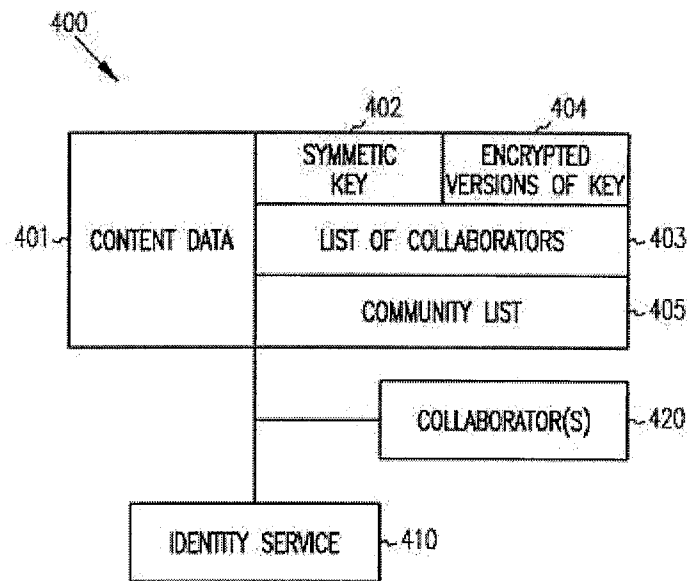 400
402
404
SYMMETIC
KEY
ENCRYPTED
VERSIONS OF KEY
401
CONTENT DATA
LIST OF COLLABORATORS
403
COMMUNITY LIST
405
COLLABORATOR(S)
420
IDENTITY SERVICE
410